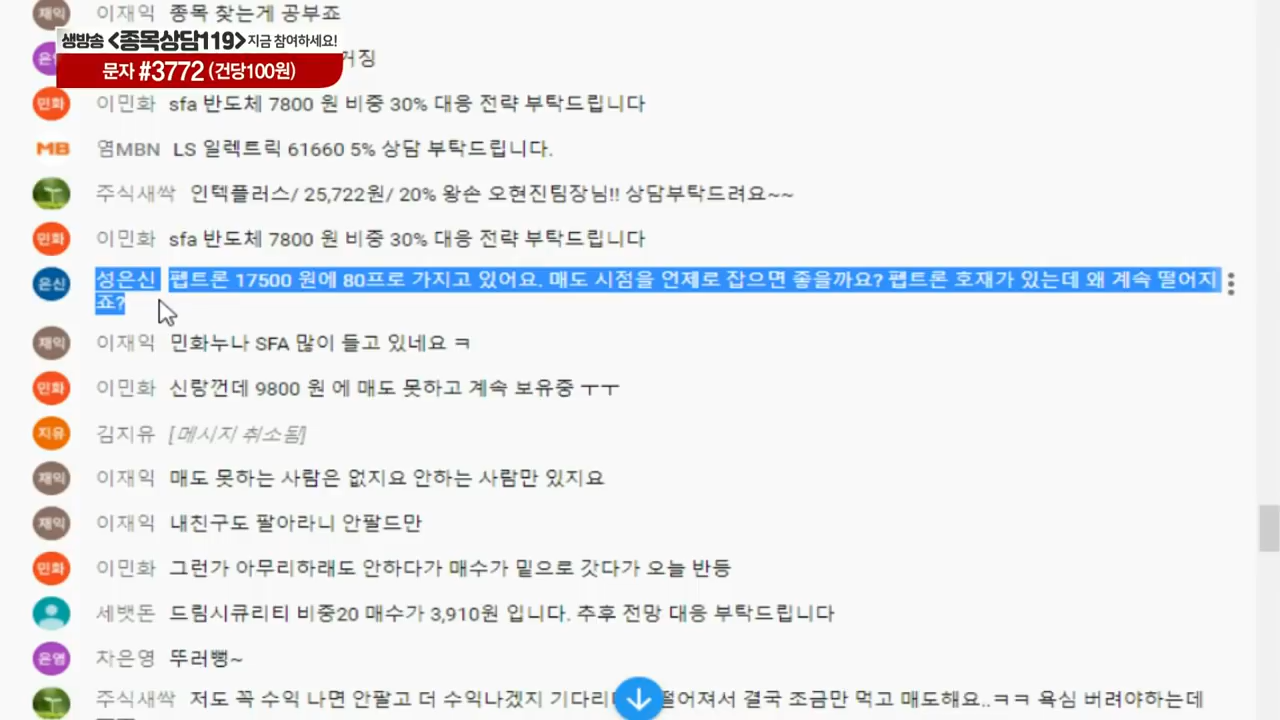 재익 이재익 종목 찾는게 공부죠
생방송 <종목상담119> 지금 참여하세요!
문자 #3772 (건당100원)
민화 이민화 sfa 반도체 7800 원 비중 30% 대응 전략 부탁드립니다
MB 염MBN LS 일렉트릭 61660 5% 상담 부탁드립니다.
주식새싹 인텍플러스/ 25,722원/ 20% 왕손 오현진팀장님!! 상담부탁드려요~~
민화 이민화 sfa 반도체 7800 원 비중 30% 대응 전략 부탁드립니다
은신 성은신 펩트론 17500 원에 80프로 가지고 있어요. 매도 시점을 언제로 잡으면 좋을까요? 펩트론 호재가 있는데 왜 계속 떨어지
죠?
재익 이재익 민화누나 SFA 많이 들고 있네요 ㅋ
민화 이민화 신랑껀데 9800 원 에 매도 못하고 계속 보유중 ㅜㅜ
지유 김지유 [메시지 취소됨]
재익 이재익 매도 못하는 사람은 없지요 안하는 사람만 있지요
재익 이재익 내친구도 팔아라니 안팔드만
민화 이민화 그런가 아무리하래도 안하다가 매수가 밑으로 갓다가 오늘 반등
세뱃돈 드림시큐리티 비중20 매수가 3,910원 입니다. 추후 전망 대응 부탁드립니다
은영 차은영 뚜러뻥~
주식새싹 저도 꼭 수익 나면 안팔고 더 수익나겠지 기다리 떨어져서 결국 조금만 먹고 매도해요..ㅋㅋ 욕심 버려야하는데